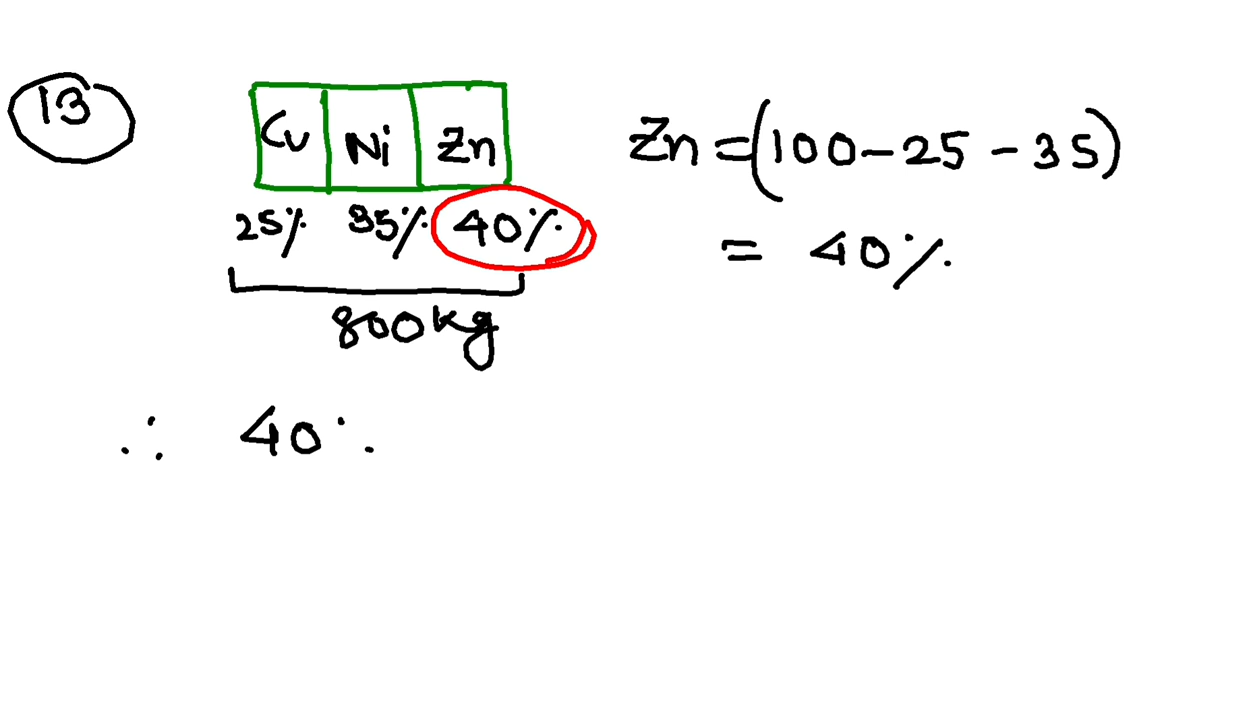 13
Cu Ni Zn
25% 35% 40%
800kg
Zn = (100-25-35)
= 40%
∴ 40%